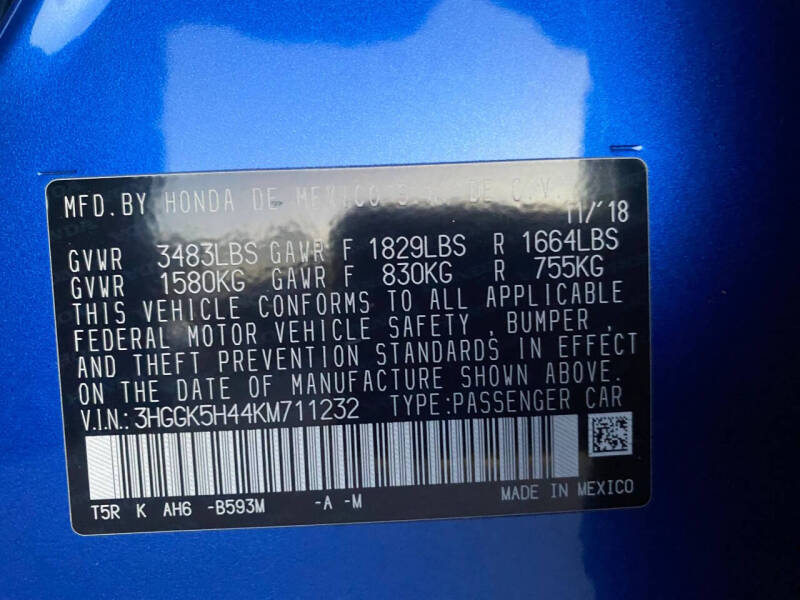 MFD.BY HONDA DE MEXICO S. DE C.V.
11/'18
GVWR 3483LBS GAWR F 1829LBS R 1664LBS
GVWR 1580KG GAWR F 830KG R 755KG
THIS VEHICLE CONFORMS TO ALL APPLICABLE
FEDERAL MOTOR VEHICLE SAFETY , BUMPER ,
AND THEFT PREVENTION STANDARDS IN EFFECT
ON THE DATE OF MANUFACTURE SHOWN ABOVE.
V.I.N.: 3HGGK5H44KM711232 TYPE:PASSENGER CAR
T5R K AH6 -B593M -A -M
MADE IN MEXICO